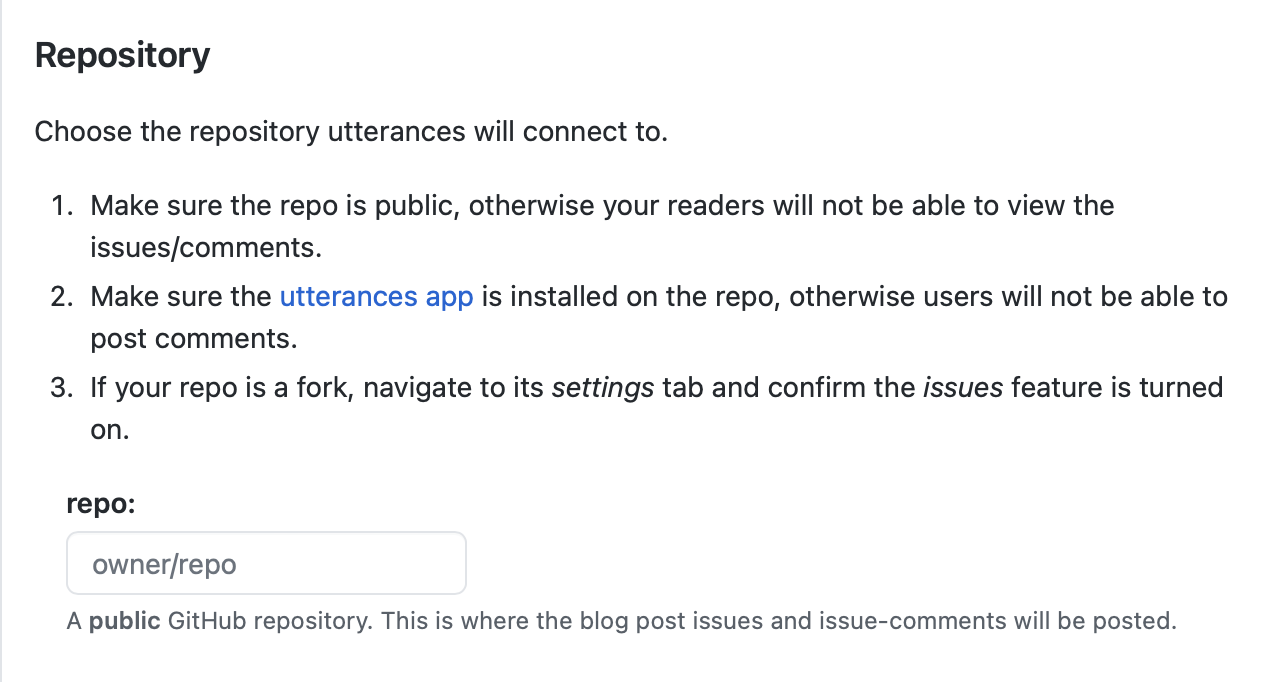 Repository
Choose the repository utterances will connect to.
1. Make sure the repo is public, otherwise your readers will not be able to view the
issues/comments.
2. Make sure the utterances app is installed on the repo, otherwise users will not be able to
post comments.
3. If your repo is a fork, navigate to its settings tab and confirm the issues feature is turned
on.
repo:
owner/repo
A public GitHub repository. This is where the blog post issues and issue-comments will be posted.